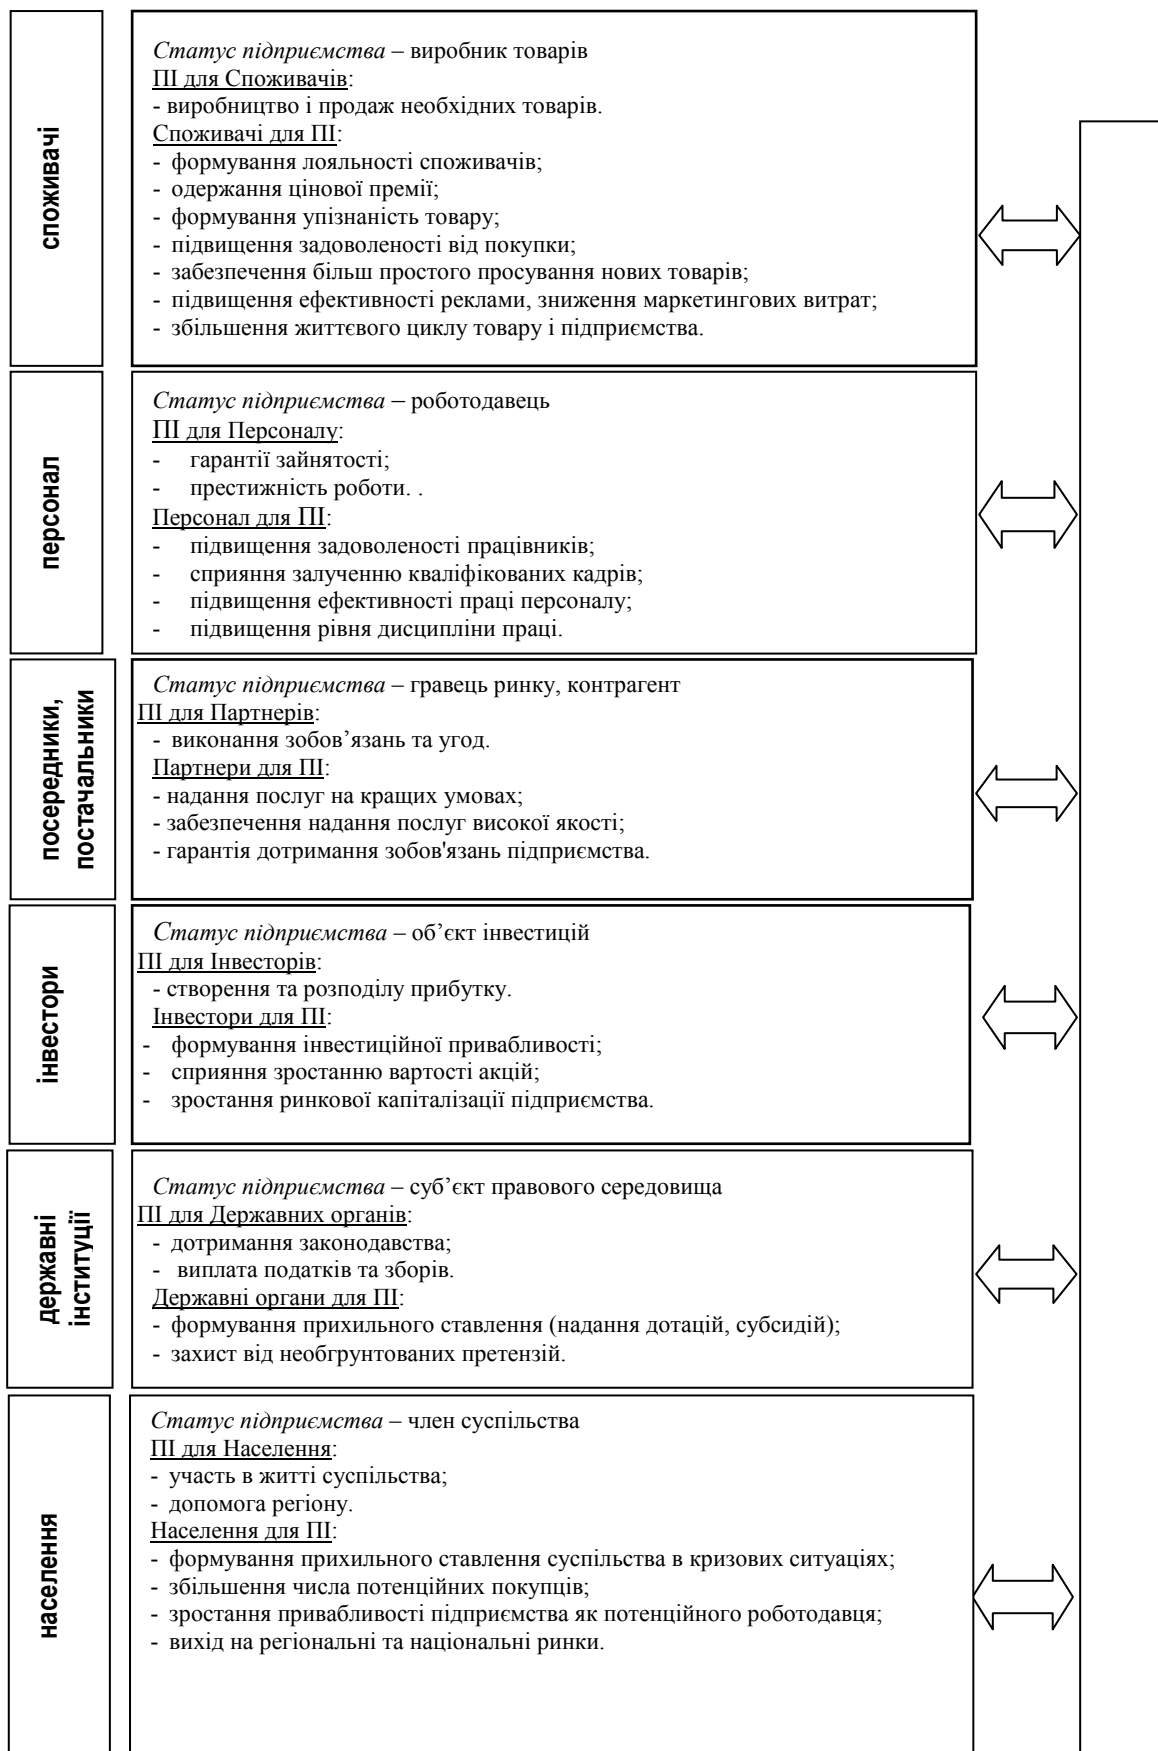 споживачі
Статус підприємства – виробник товарів
ПІ для Споживачів:
- виробництво і продаж необхідних товарів.
Споживачі для ПІ:
- формування лояльності споживачів;
- одержання цінової премії;
- формування упізнаність товару;
- підвищення задоволеності від покупки;
- забезпечення більш простого просування нових товарів;
- підвищення ефективності реклами, зниження маркетингових витрат;
- збільшення життєвого циклу товару і підприємства.
персонал
Статус підприємства – роботодавець
ПІ для Персоналу:
- гарантії зайнятості;
- престижність роботи. .
Персонал для ПІ:
- підвищення задоволеності працівників;
- сприяння залученню кваліфікованих кадрів;
- підвищення ефективності праці персоналу;
- підвищення рівня дисципліни праці.
посередники,
постачальники
Статус підприємства – гравець ринку, контрагент
ПІ для Партнерів:
- виконання зобов’язань та угод.
Партнери для ПІ:
- надання послуг на кращих умовах;
- забезпечення надання послуг високої якості;
- гарантія дотримання зобов'язань підприємства.
інвестори
Статус підприємства – об’єкт інвестицій
ПІ для Інвесторів:
- створення та розподілу прибутку.
Інвестори для ПІ:
- формування інвестиційної привабливості;
- сприяння зростанню вартості акцій;
- зростання ринкової капіталізації підприємства.
державні
інституції
Статус підприємства – суб’єкт правового середовища
ПІ для Державних органів:
- дотримання законодавства;
- виплата податків та зборів.
Державні органи для ПІ:
- формування прихильного ставлення (надання дотацій, субсидій);
- захист від необгрунтованих претензій.
населення
Статус підприємства – член суспільства
ПІ для Населення:
- участь в житті суспільства;
- допомога регіону.
Населення для ПІ:
- формування прихильного ставлення суспільства в кризових ситуаціях;
- збільшення числа потенційних покупців;
- зростання привабливості підприємства як потенційного роботодавця;
- вихід на регіональні та національні ринки.